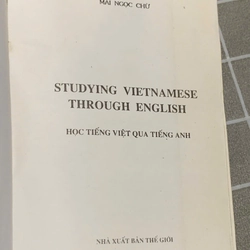 MAI NGỌC CHỪ
STUDYING VIETNAMESE
THROUGH ENGLISH
HỌC TIẾNG VIỆT QUA TIẾNG ANH
NHÀ XUẤT BẢN THẾ GIỚI